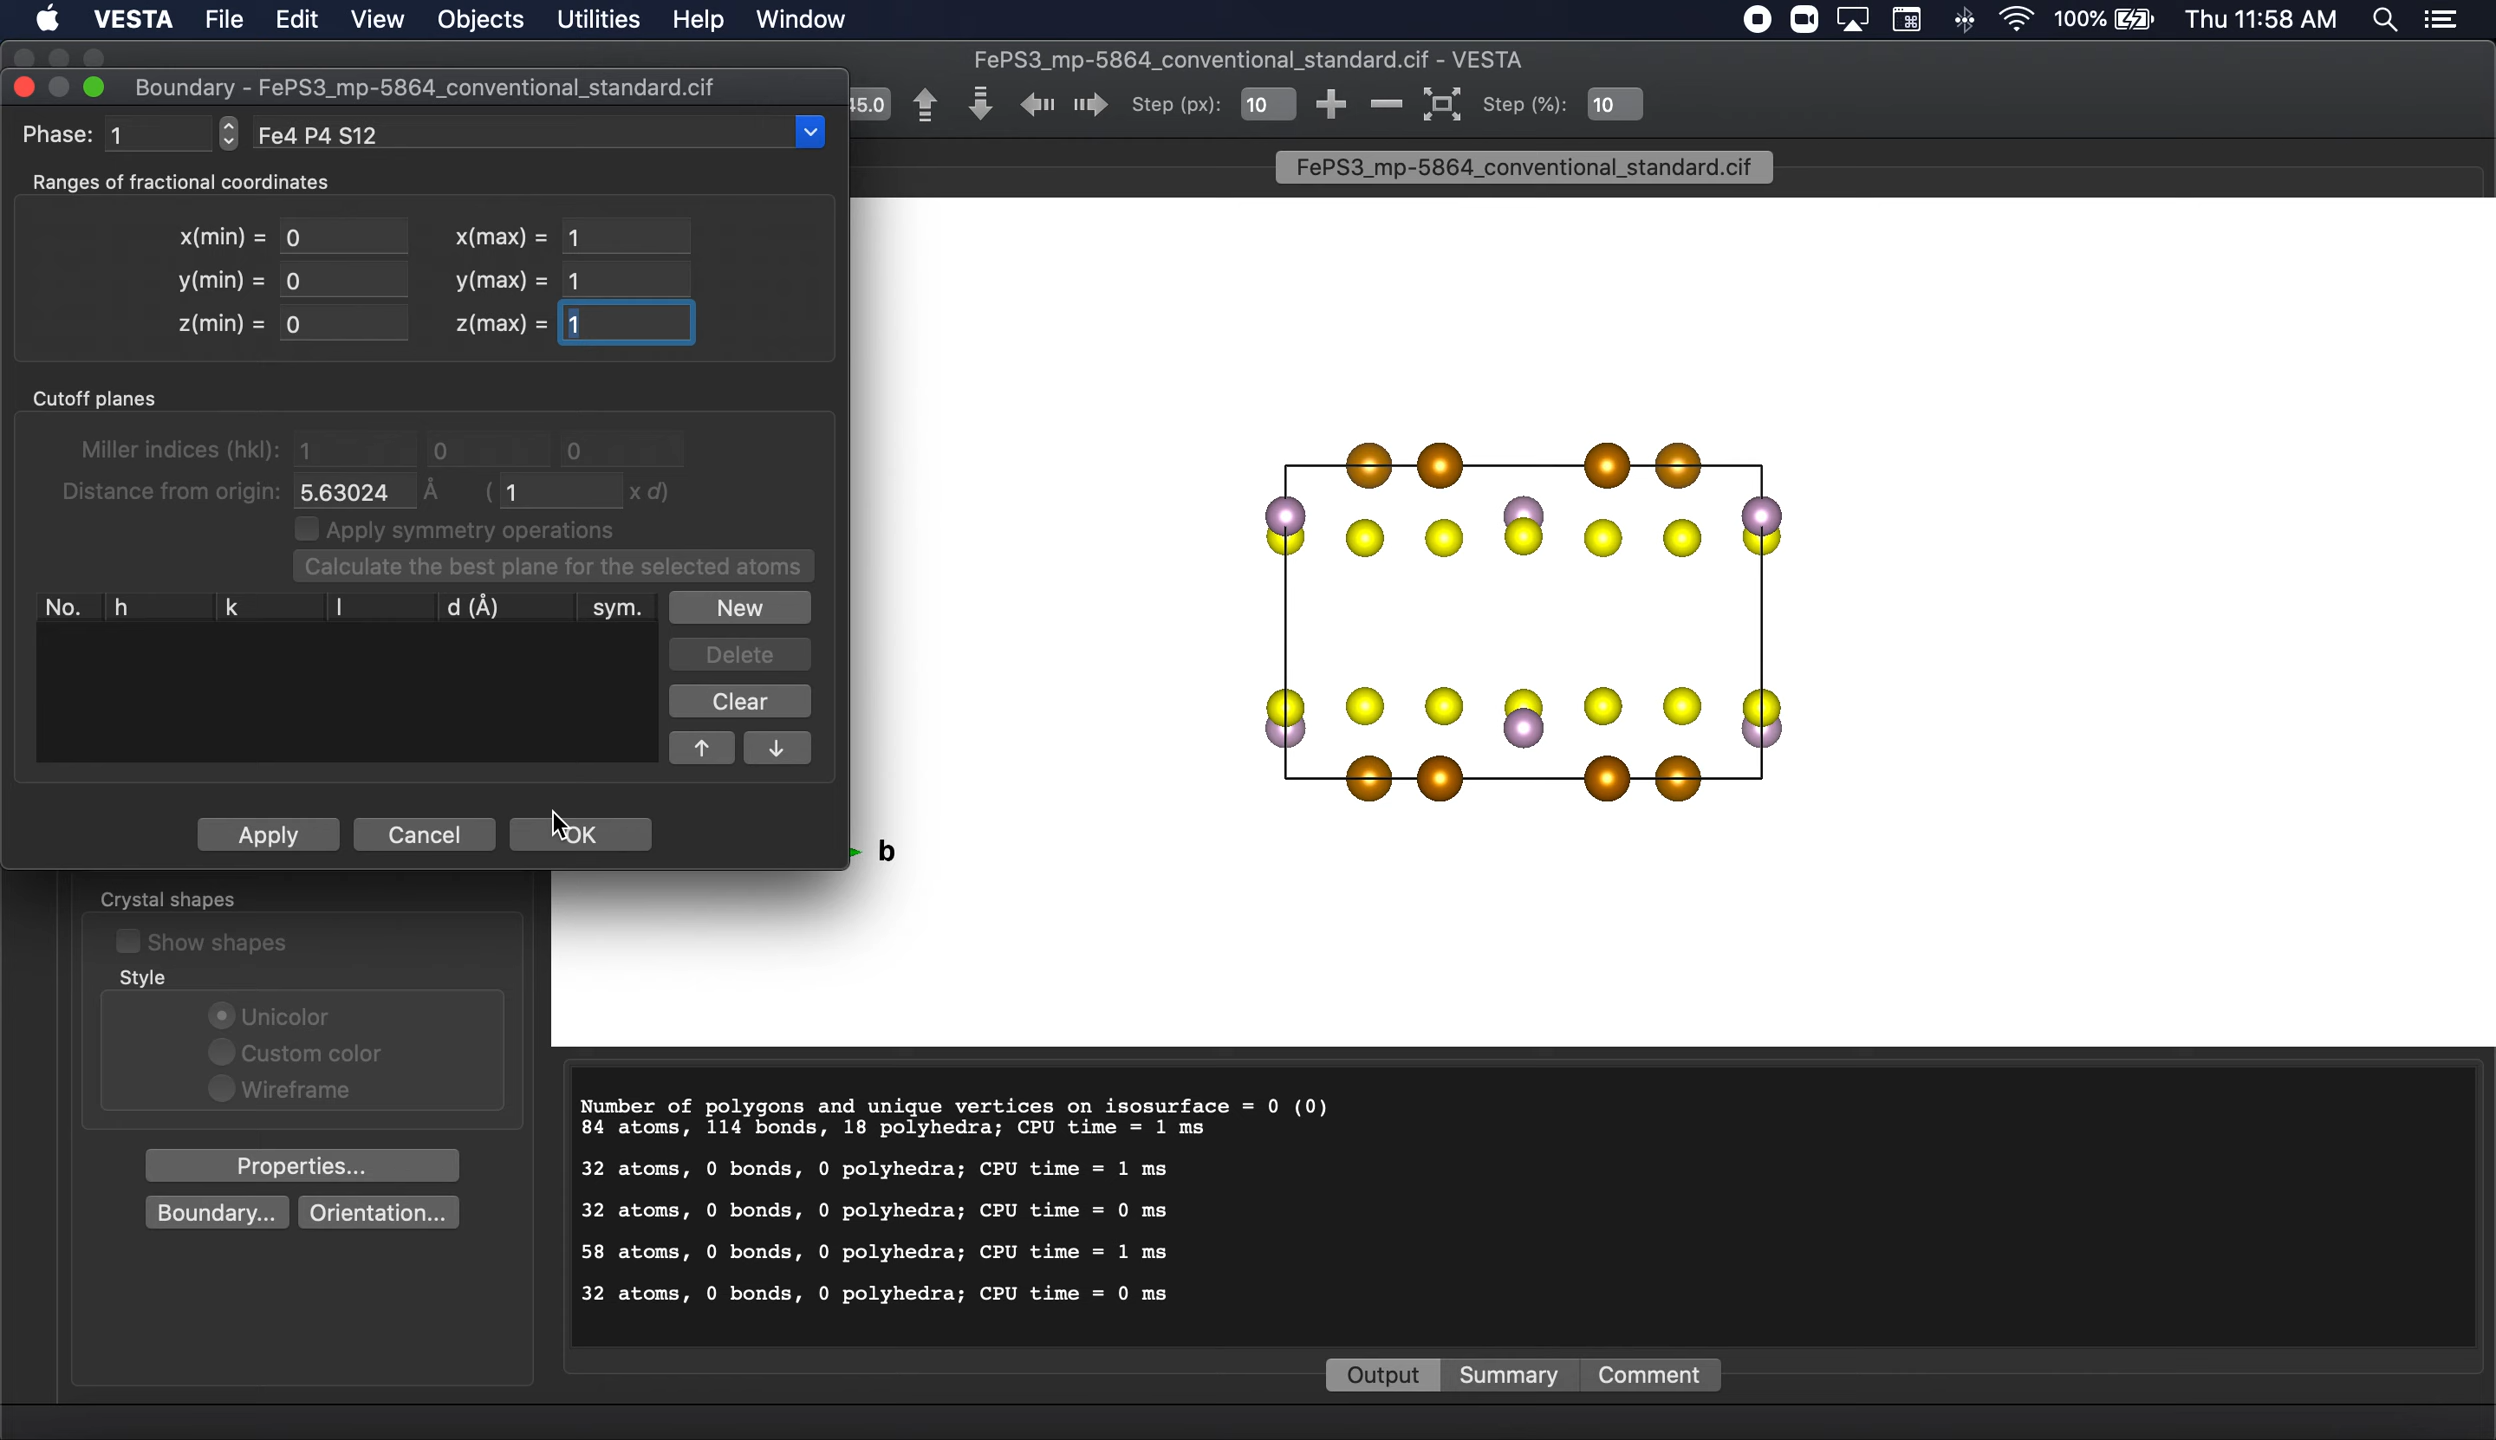 VESTA File Edit View Objects Utilities Help Window 100% Thu 11:58 AM
FePS3_mp-5864_conventional_standard.cif - VESTA
Boundary - FePS3_mp-5864_conventional_standard.cif
45.0 Step (px): 10 Step (%): 10
Phase: 1 Fe4 P4 S12
FePS3_mp-5864_conventional_standard.cif
Ranges of fractional coordinates
x(min) = 0 x(max) = 1
y(min) = 0 y(max) = 1
z(min) = 0 z(max) = 1
Cutoff planes
Miller indices (hkl): 1 0 0
Distance from origin: 5.63024 Å ( 1 x d)
Apply symmetry operations
Calculate the best plane for the selected atoms
No. h k l d (Å) sym. New
Delete
Clear
↑ ↓
Apply Cancel OK
b
Crystal shapes
Show shapes
Style
Unicolor
Custom color
Wireframe
Properties...
Boundary... Orientation...
Number of polygons and unique vertices on isosurface = 0 (0)
84 atoms, 114 bonds, 18 polyhedra; CPU time = 1 ms
32 atoms, 0 bonds, 0 polyhedra; CPU time = 1 ms
32 atoms, 0 bonds, 0 polyhedra; CPU time = 0 ms
58 atoms, 0 bonds, 0 polyhedra; CPU time = 1 ms
32 atoms, 0 bonds, 0 polyhedra; CPU time = 0 ms
Output Summary Comment